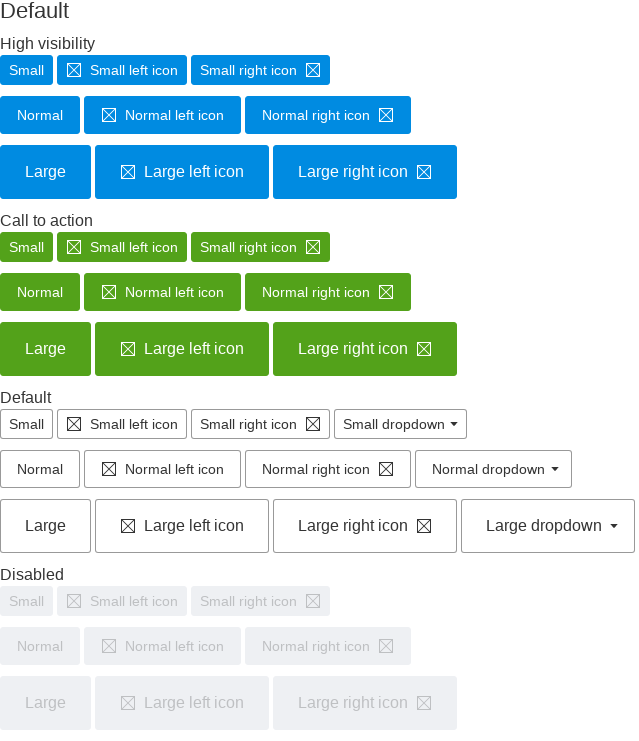 Default
High visibility
Small Small left icon Small right icon
Normal Normal left icon Normal right icon
Large Large left icon Large right icon
Call to action
Small Small left icon Small right icon
Normal Normal left icon Normal right icon
Large Large left icon Large right icon
Default
Small Small left icon Small right icon Small dropdown
Normal Normal left icon Normal right icon Normal dropdown
Large Large left icon Large right icon Large dropdown
Disabled
Small Small left icon Small right icon
Normal Normal left icon Normal right icon
Large Large left icon Large right icon